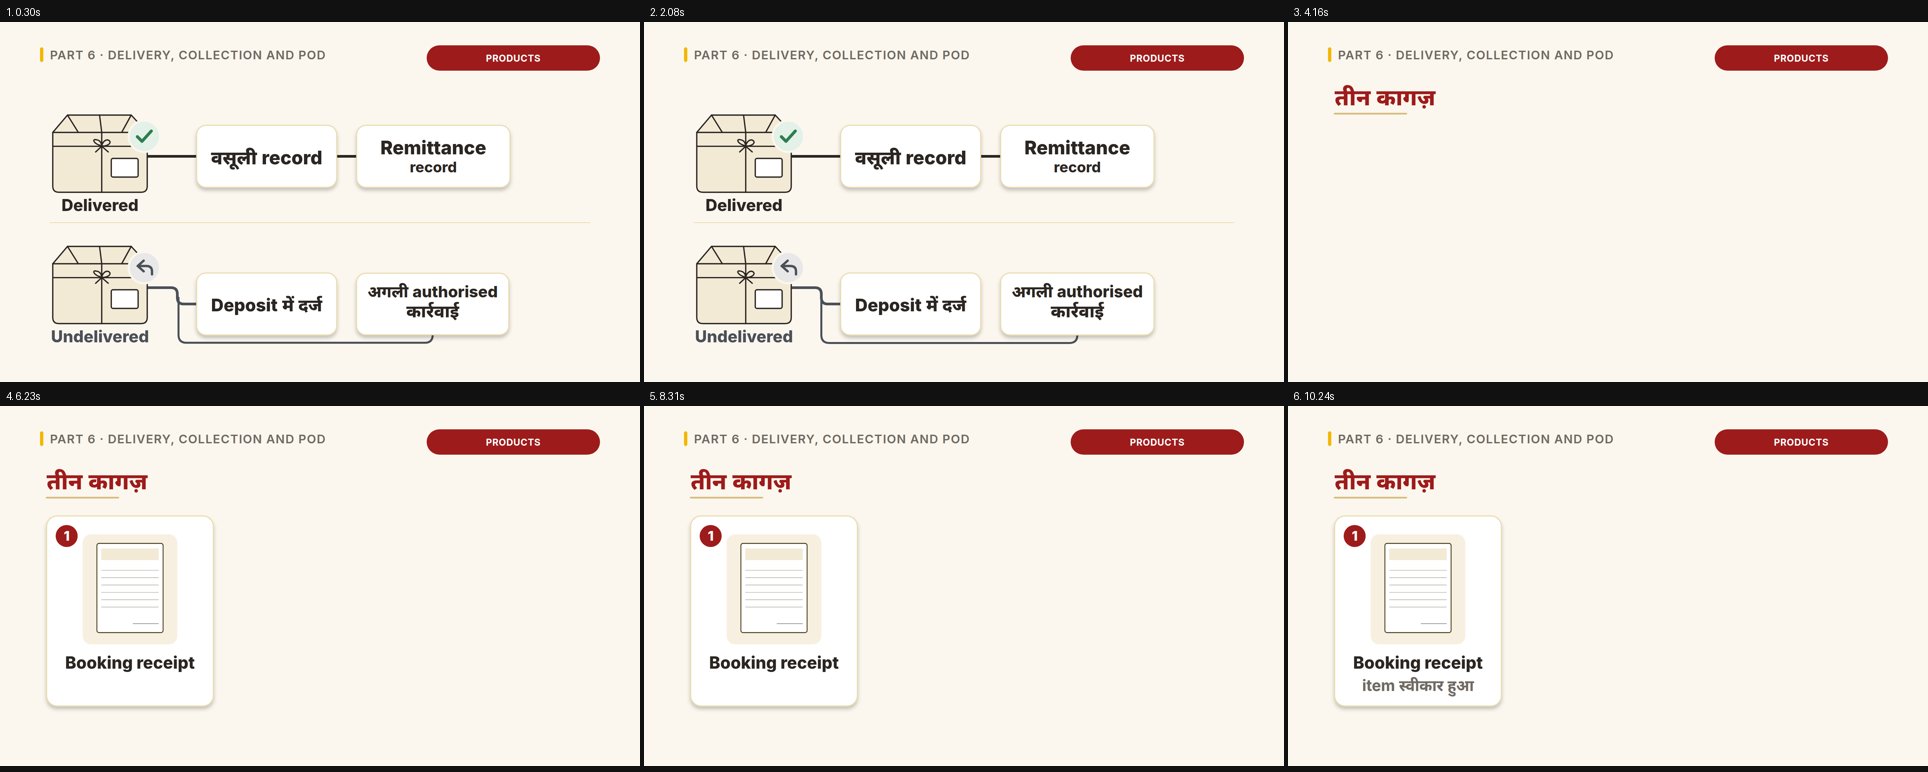 1. 0.30s
PART 6 · DELIVERY, COLLECTION AND POD
PRODUCTS
वसूली record
Remittance
record
Delivered
Deposit में दर्ज
अगली authorised
कार्रवाई
Undelivered
2. 2.08s
PART 6 · DELIVERY, COLLECTION AND POD
PRODUCTS
वसूली record
Remittance
record
Delivered
Deposit में दर्ज
अगली authorised
कार्रवाई
Undelivered
3. 4.16s
PART 6 · DELIVERY, COLLECTION AND POD
PRODUCTS
तीन कागज़
4. 6.23s
PART 6 · DELIVERY, COLLECTION AND POD
PRODUCTS
तीन कागज़
1
Booking receipt
5. 8.31s
PART 6 · DELIVERY, COLLECTION AND POD
PRODUCTS
तीन कागज़
1
Booking receipt
6. 10.24s
PART 6 · DELIVERY, COLLECTION AND POD
PRODUCTS
तीन कागज़
1
Booking receipt
item स्वीकार हुआ